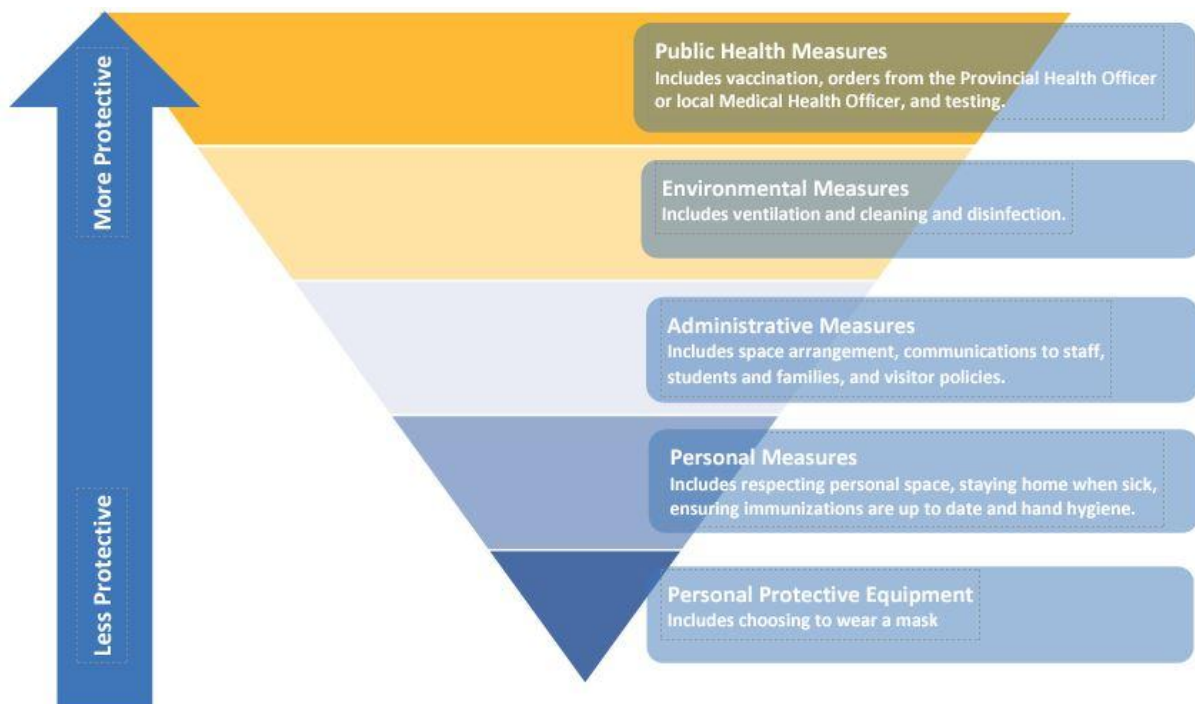 More Protective
Less Protective
Public Health Measures
Includes vaccination, orders from the Provincial Health Officer
or local Medical Health Officer, and testing.
Environmental Measures
Includes ventilation and cleaning and disinfection.
Administrative Measures
Includes space arrangement, communications to staff,
students and families, and visitor policies.
Personal Measures
Includes respecting personal space, staying home when sick,
ensuring immunizations are up to date and hand hygiene.
Personal Protective Equipment
Includes choosing to wear a mask